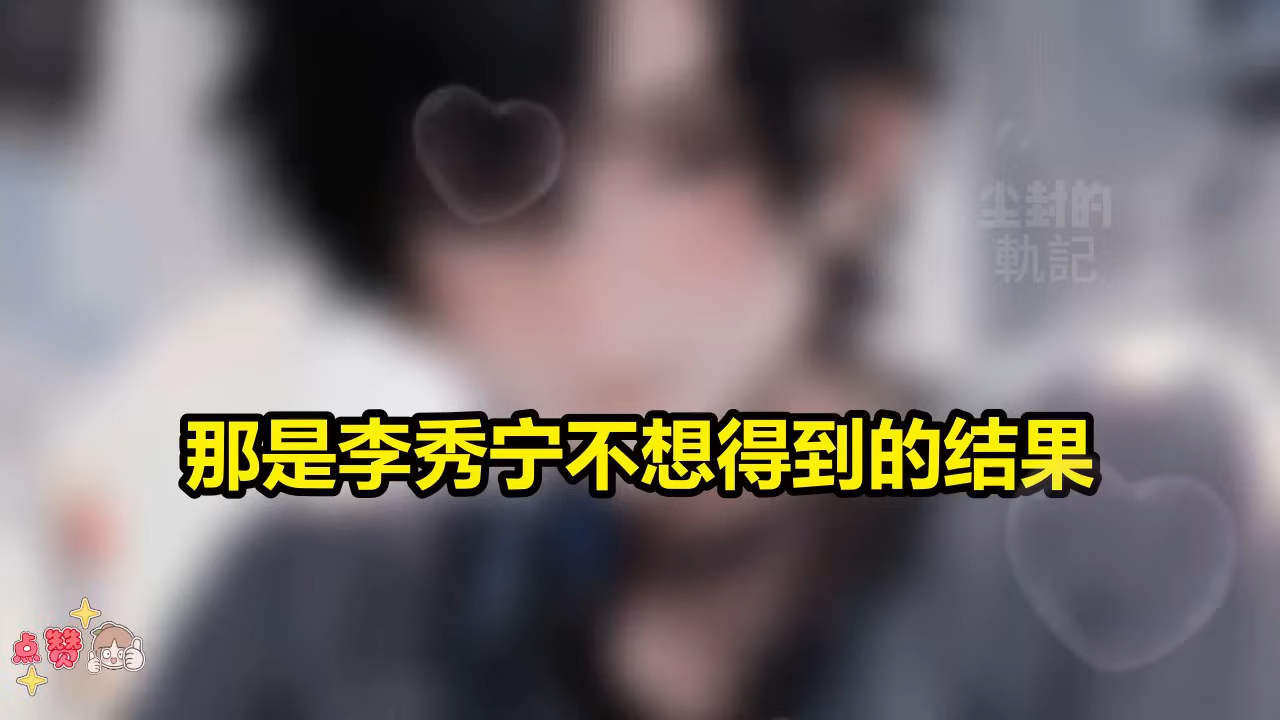 尘封的
軌記
那是李秀宁不想得到的结果
点赞